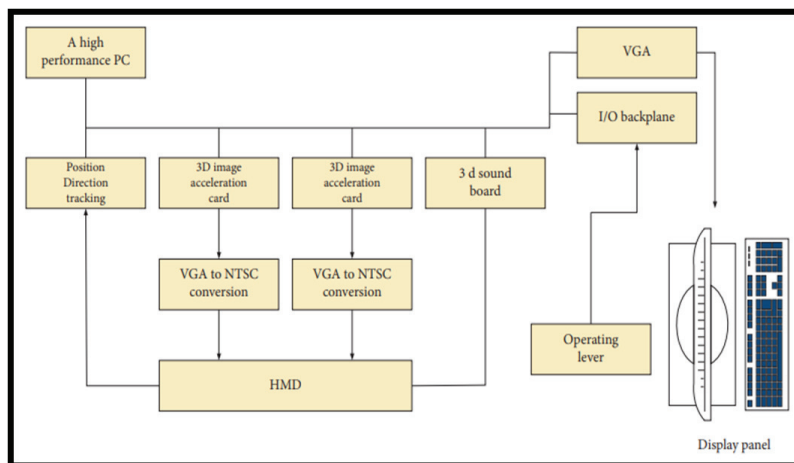 A high
performance PC
VGA
I/O backplane
Position
Direction
tracking
3D image
acceleration
card
3D image
acceleration
card
3 d sound
board
VGA to NTSC
conversion
VGA to NTSC
conversion
Operating
lever
HMD
Display panel